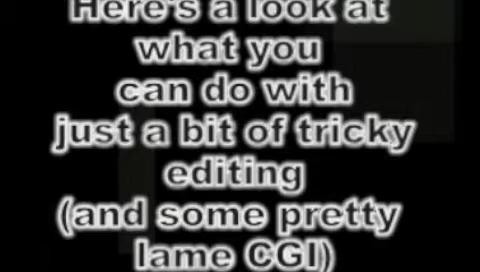 Here's a look at
what you
can do with
just a bit of tricky
editing
(and some pretty
lame CGI)